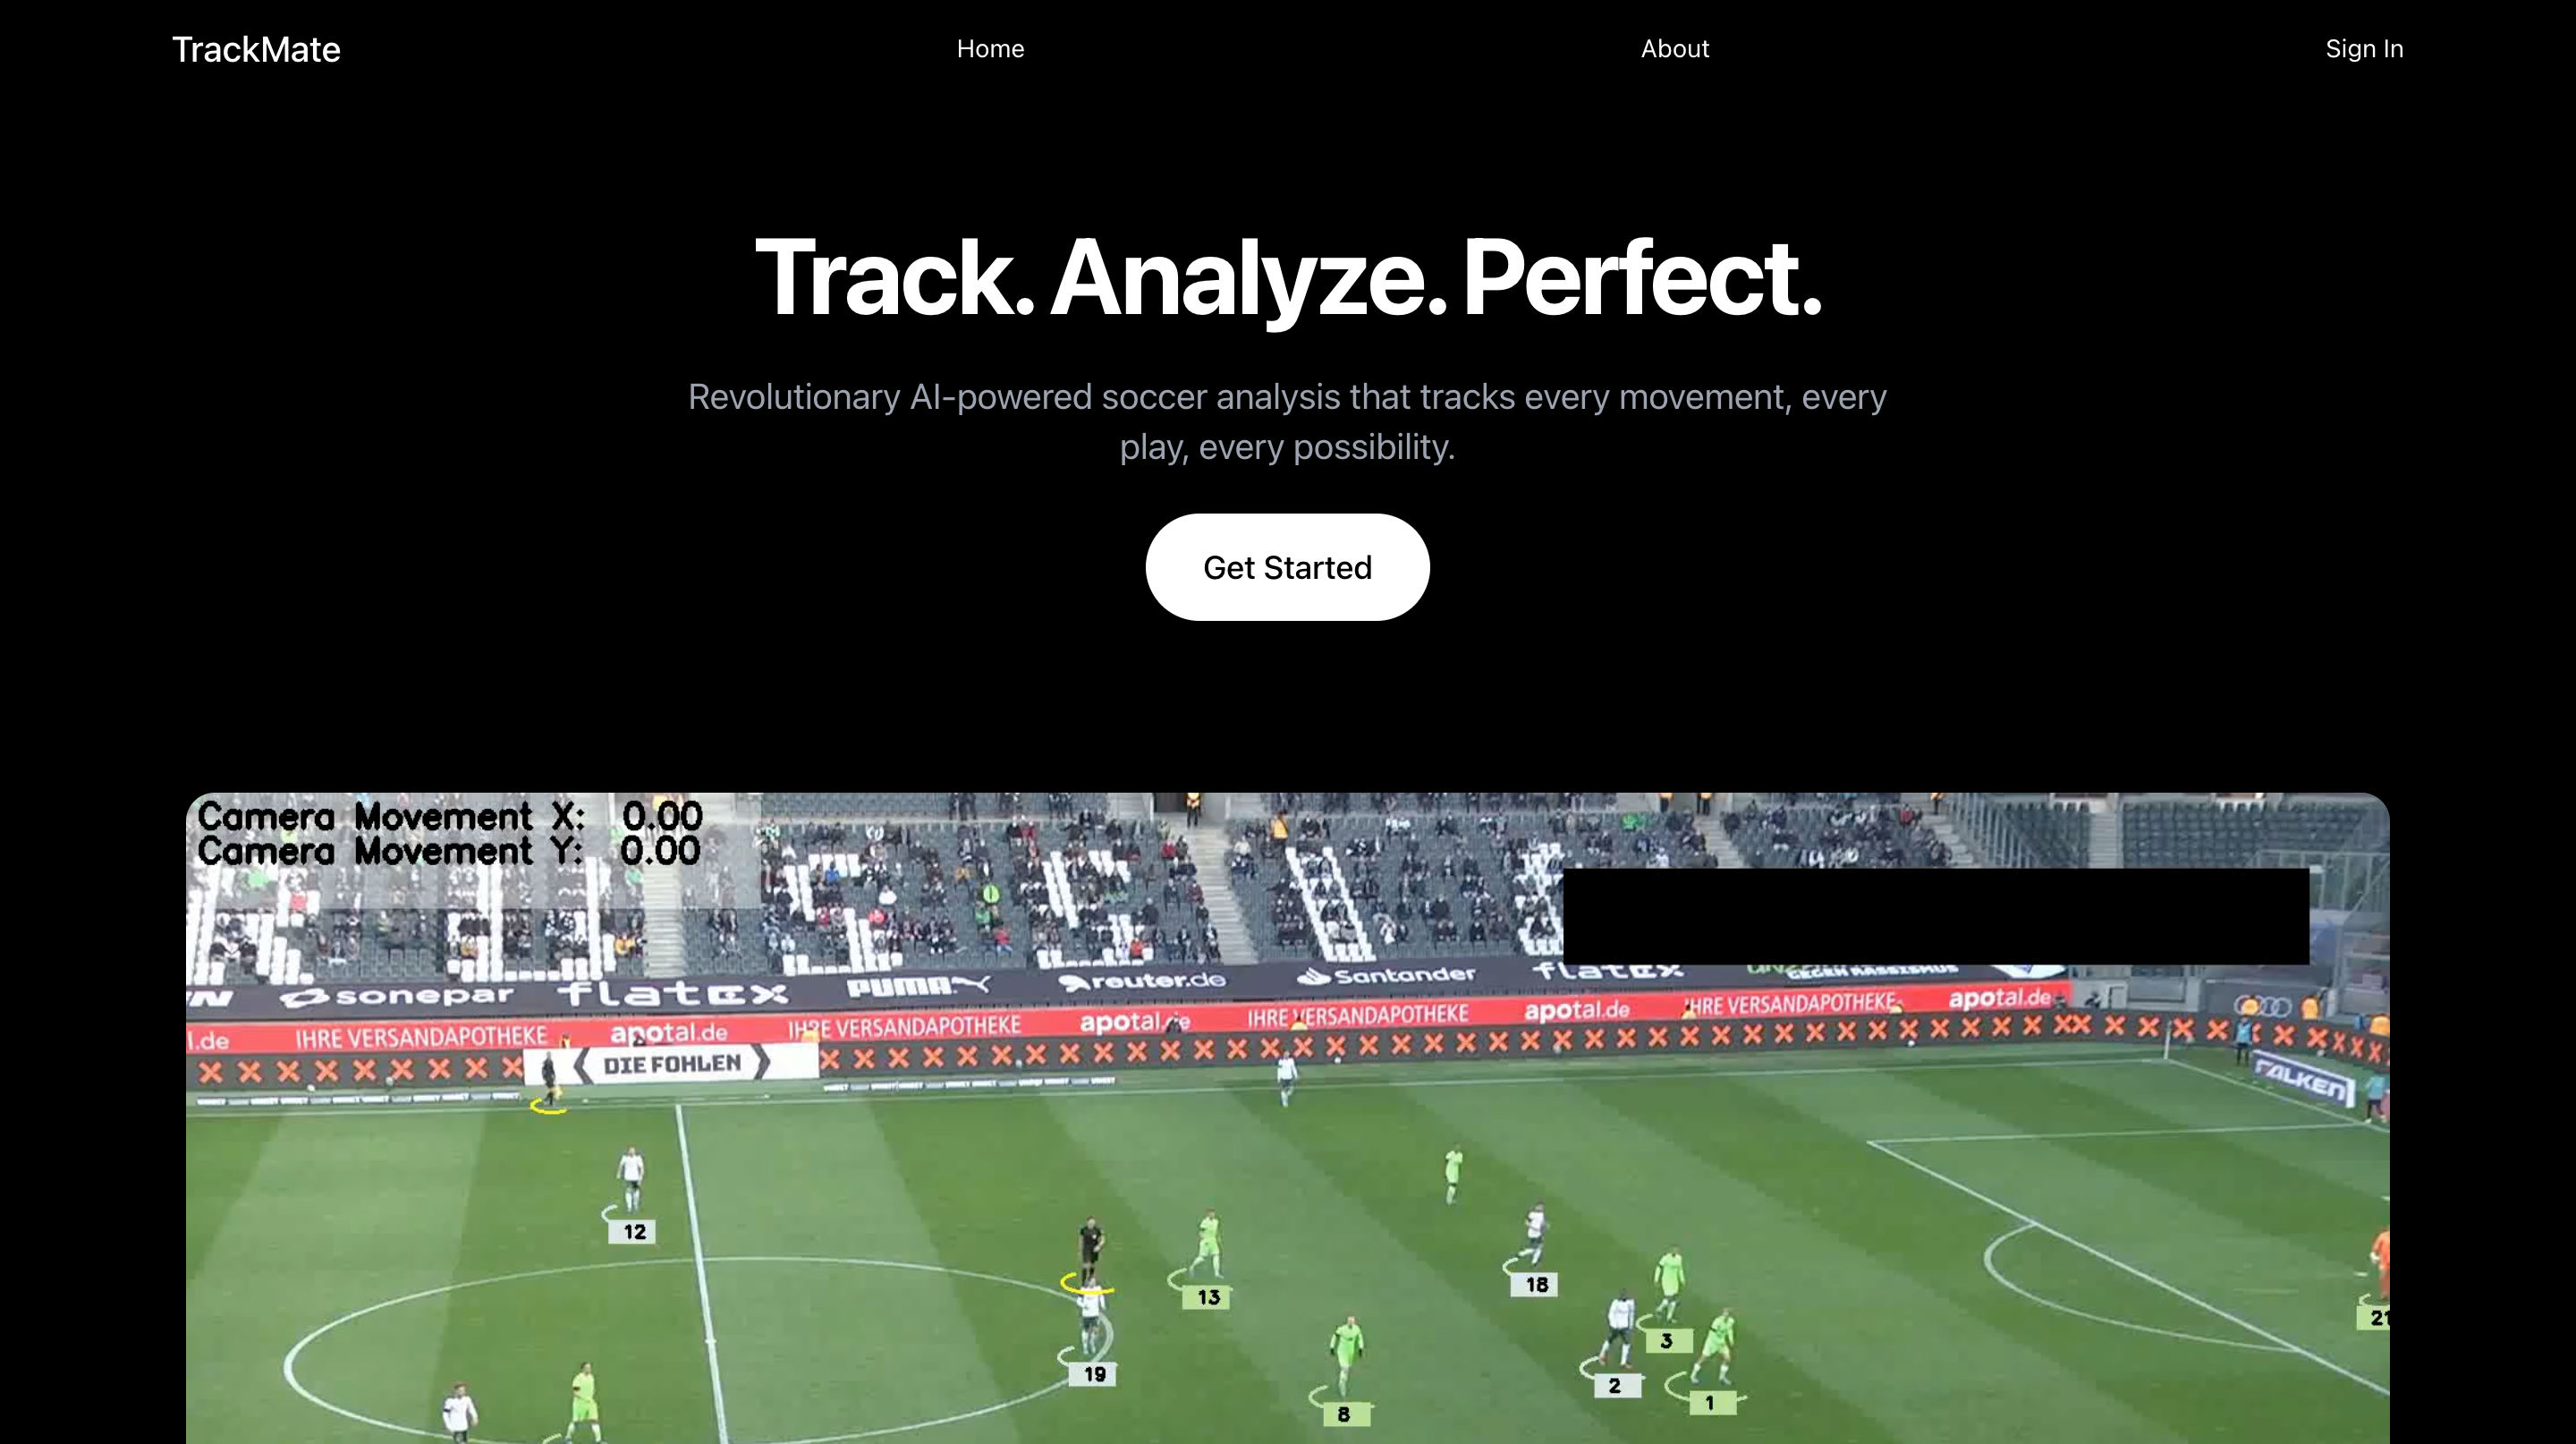 TrackMate
Home
About
Sign In
Track. Analyze. Perfect.
Revolutionary AI-powered soccer analysis that tracks every movement, every
play, every possibility.
Get Started
Camera Movement X: 0.00
Camera Movement Y: 0.00
sonepar flatex PUMA reuter.de Santander flatex GEGEN RASSISMUS
IHRE VERSANDAPOTHEKE apotal.de IHRE VERSANDAPOTHEKE IHRE VERSANDAPOTHEKE apotal.de IHRE VERSANDAPOTHEKE apotal.de
DIE FOHLEN
FALKEN
12
13
18
21
3
19
2
1
8